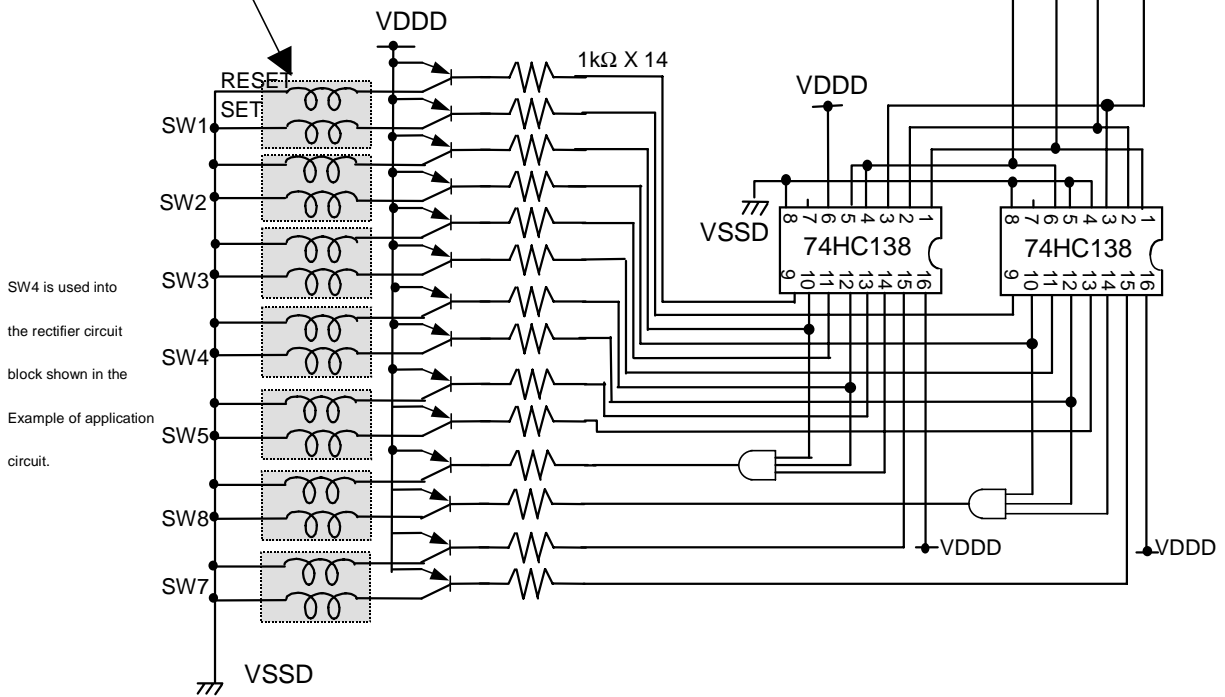 VDDD
1kΩ X 14
RESET
SET
VDDD
SW1
SW2
VSSD
8 7 6 5 4 3 2 1
74HC138
9 10 11 12 13 14 15 16
8 7 6 5 4 3 2 1
74HC138
9 10 11 12 13 14 15 16
SW3
SW4 is used into
the rectifier circuit
block shown in the
Example of application
circuit.
SW4
SW5
SW8
VDDD
VDDD
SW7
VSSD